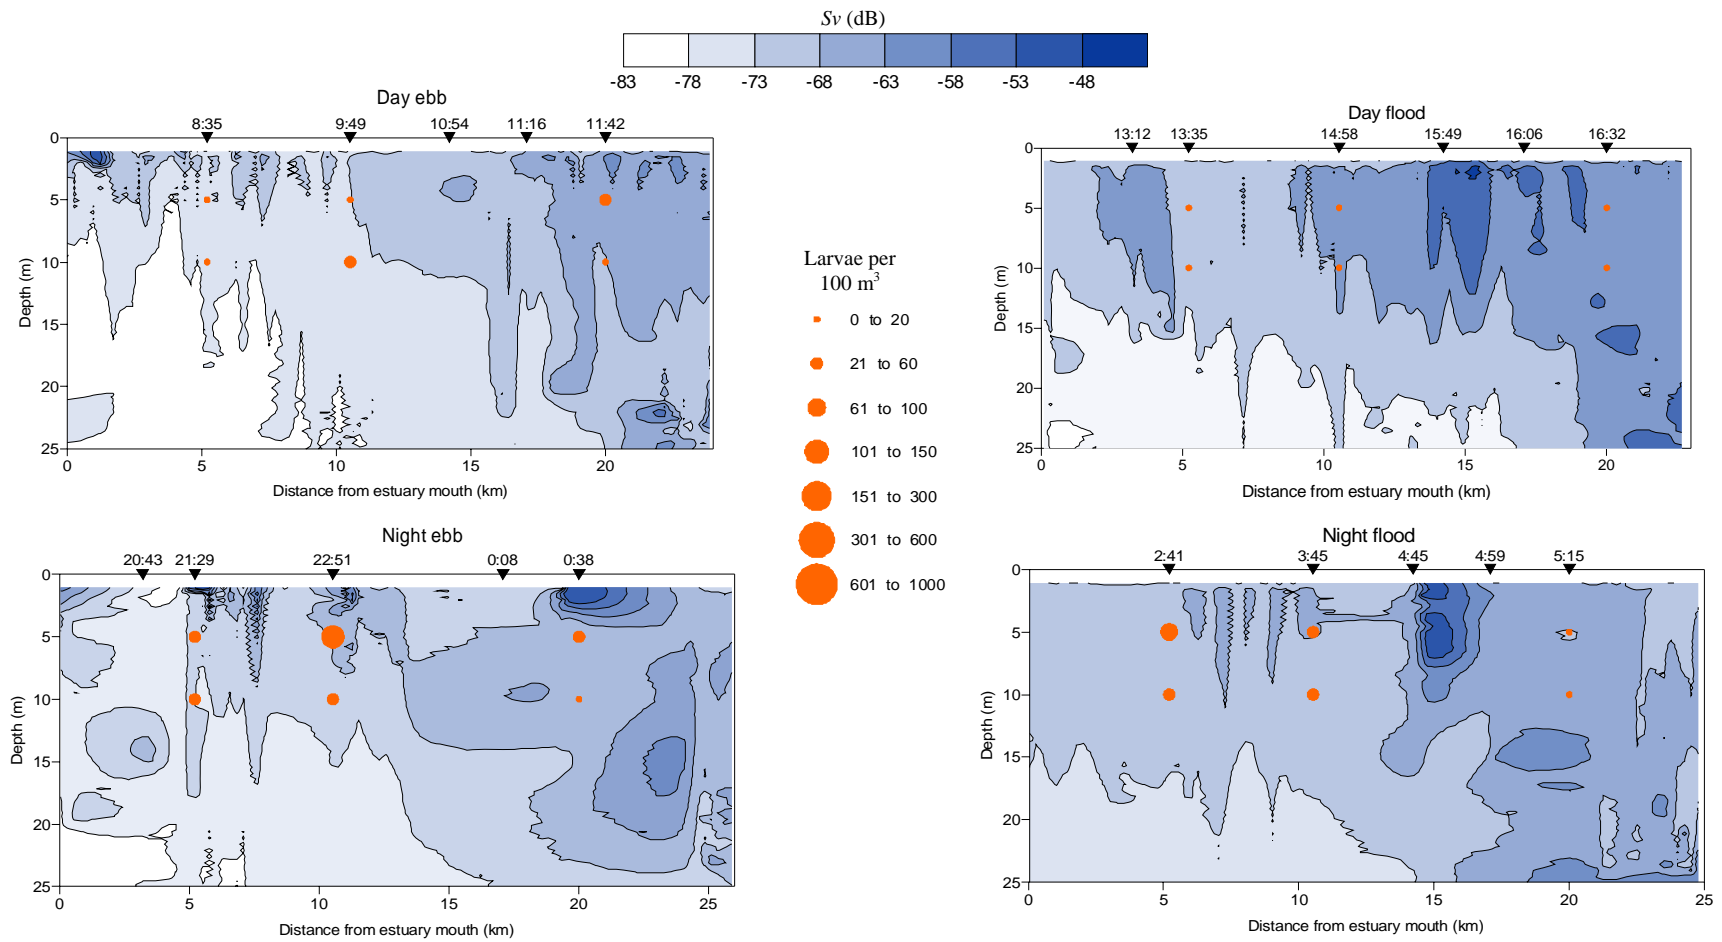 Sv (dB)
-83 -78 -73 -68 -63 -58 -53 -48
Day ebb
8:35 9:49 10:54 11:16 11:42
0
5
10
15
20
25
Depth (m)
0 5 10 15 20
Distance from estuary mouth (km)
Day flood
13:12 13:35 14:58 15:49 16:06 16:32
0
5
10
15
20
25
Depth (m)
0 5 10 15 20
Distance from estuary mouth (km)
Larvae per
100 m³
0 to 20
21 to 60
61 to 100
101 to 150
151 to 300
301 to 600
601 to 1000
Night ebb
20:43 21:29 22:51 0:08 0:38
0
5
10
15
20
25
Depth (m)
0 5 10 15 20 25
Distance from estuary mouth (km)
Night flood
2:41 3:45 4:45 4:59 5:15
0
5
10
15
20
25
Depth (m)
0 5 10 15 20 25
Distance from estuary mouth (km)